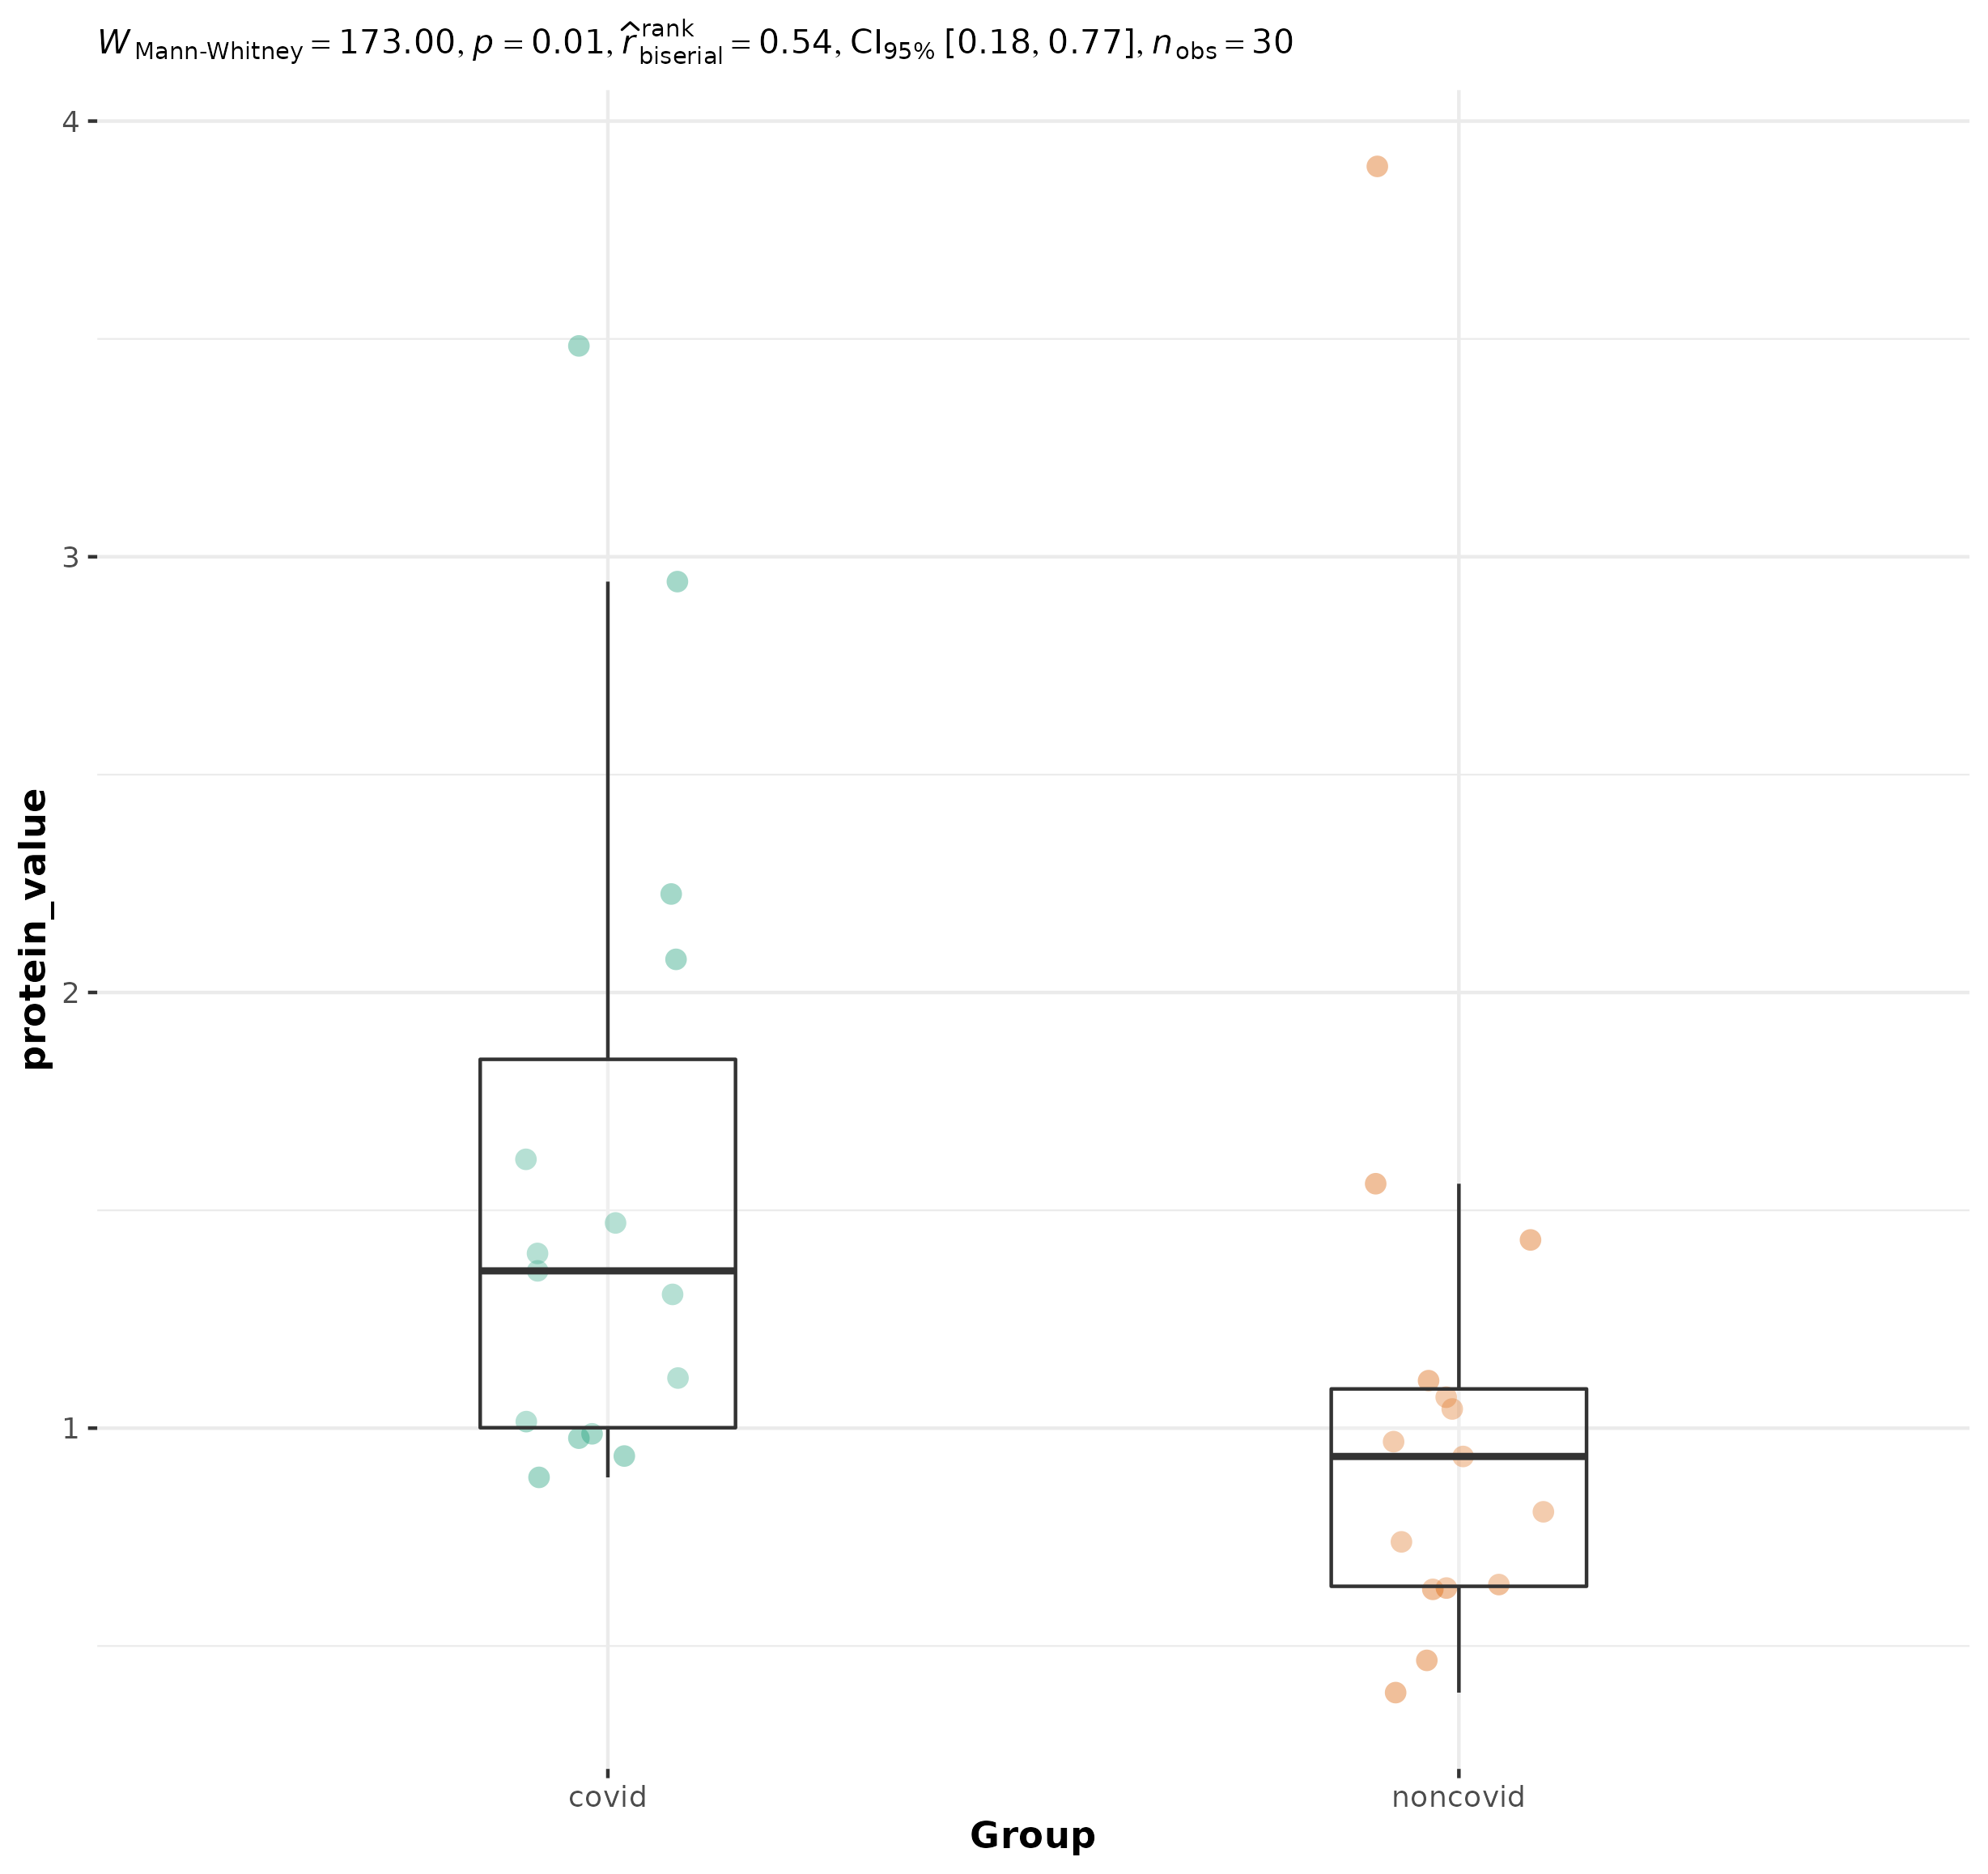 W Mann-Whitney = 173.00, p = 0.01, r̂ rank biserial = 0.54, CI95% [0.18, 0.77], nobs = 30
4
3
2
1
protein_value
covid noncovid
Group